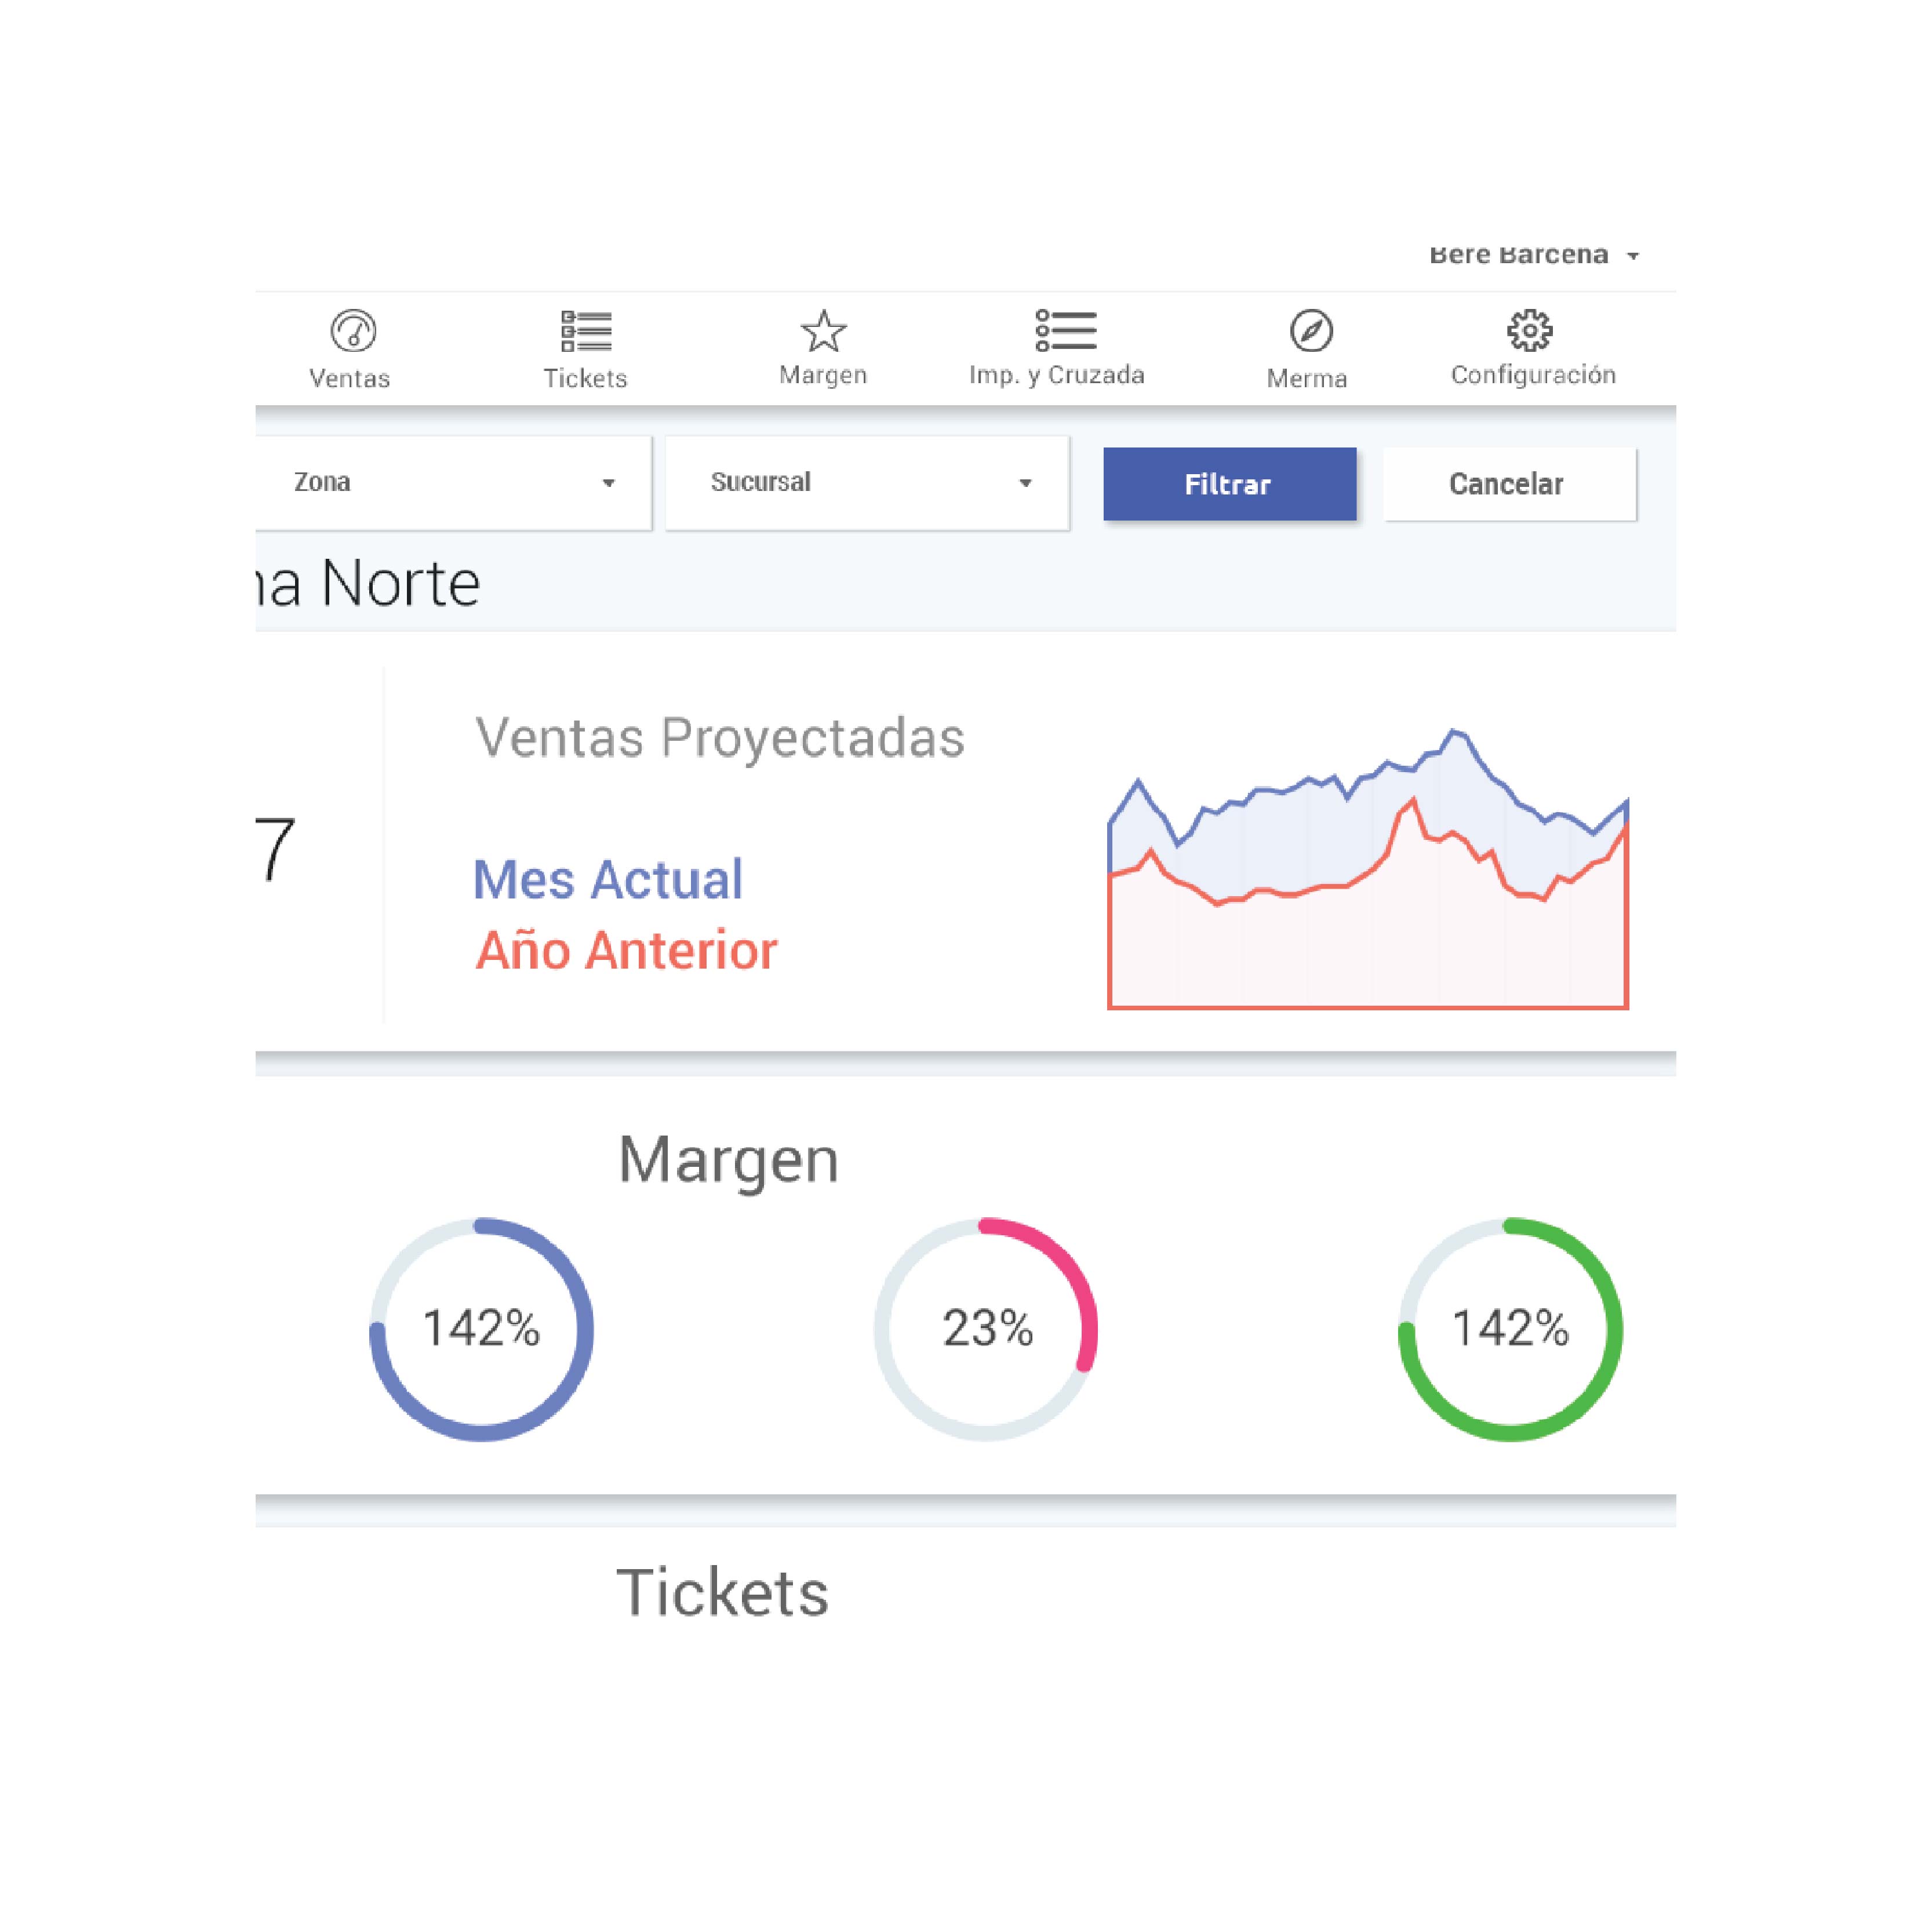 Bere Barcena
Ventas Tickets Margen Imp. y Cruzada Merma Configuración
Zona Sucursal Filtrar Cancelar
na Norte
Ventas Proyectadas
7
Mes Actual
Año Anterior
Margen
142% 23% 142%
Tickets